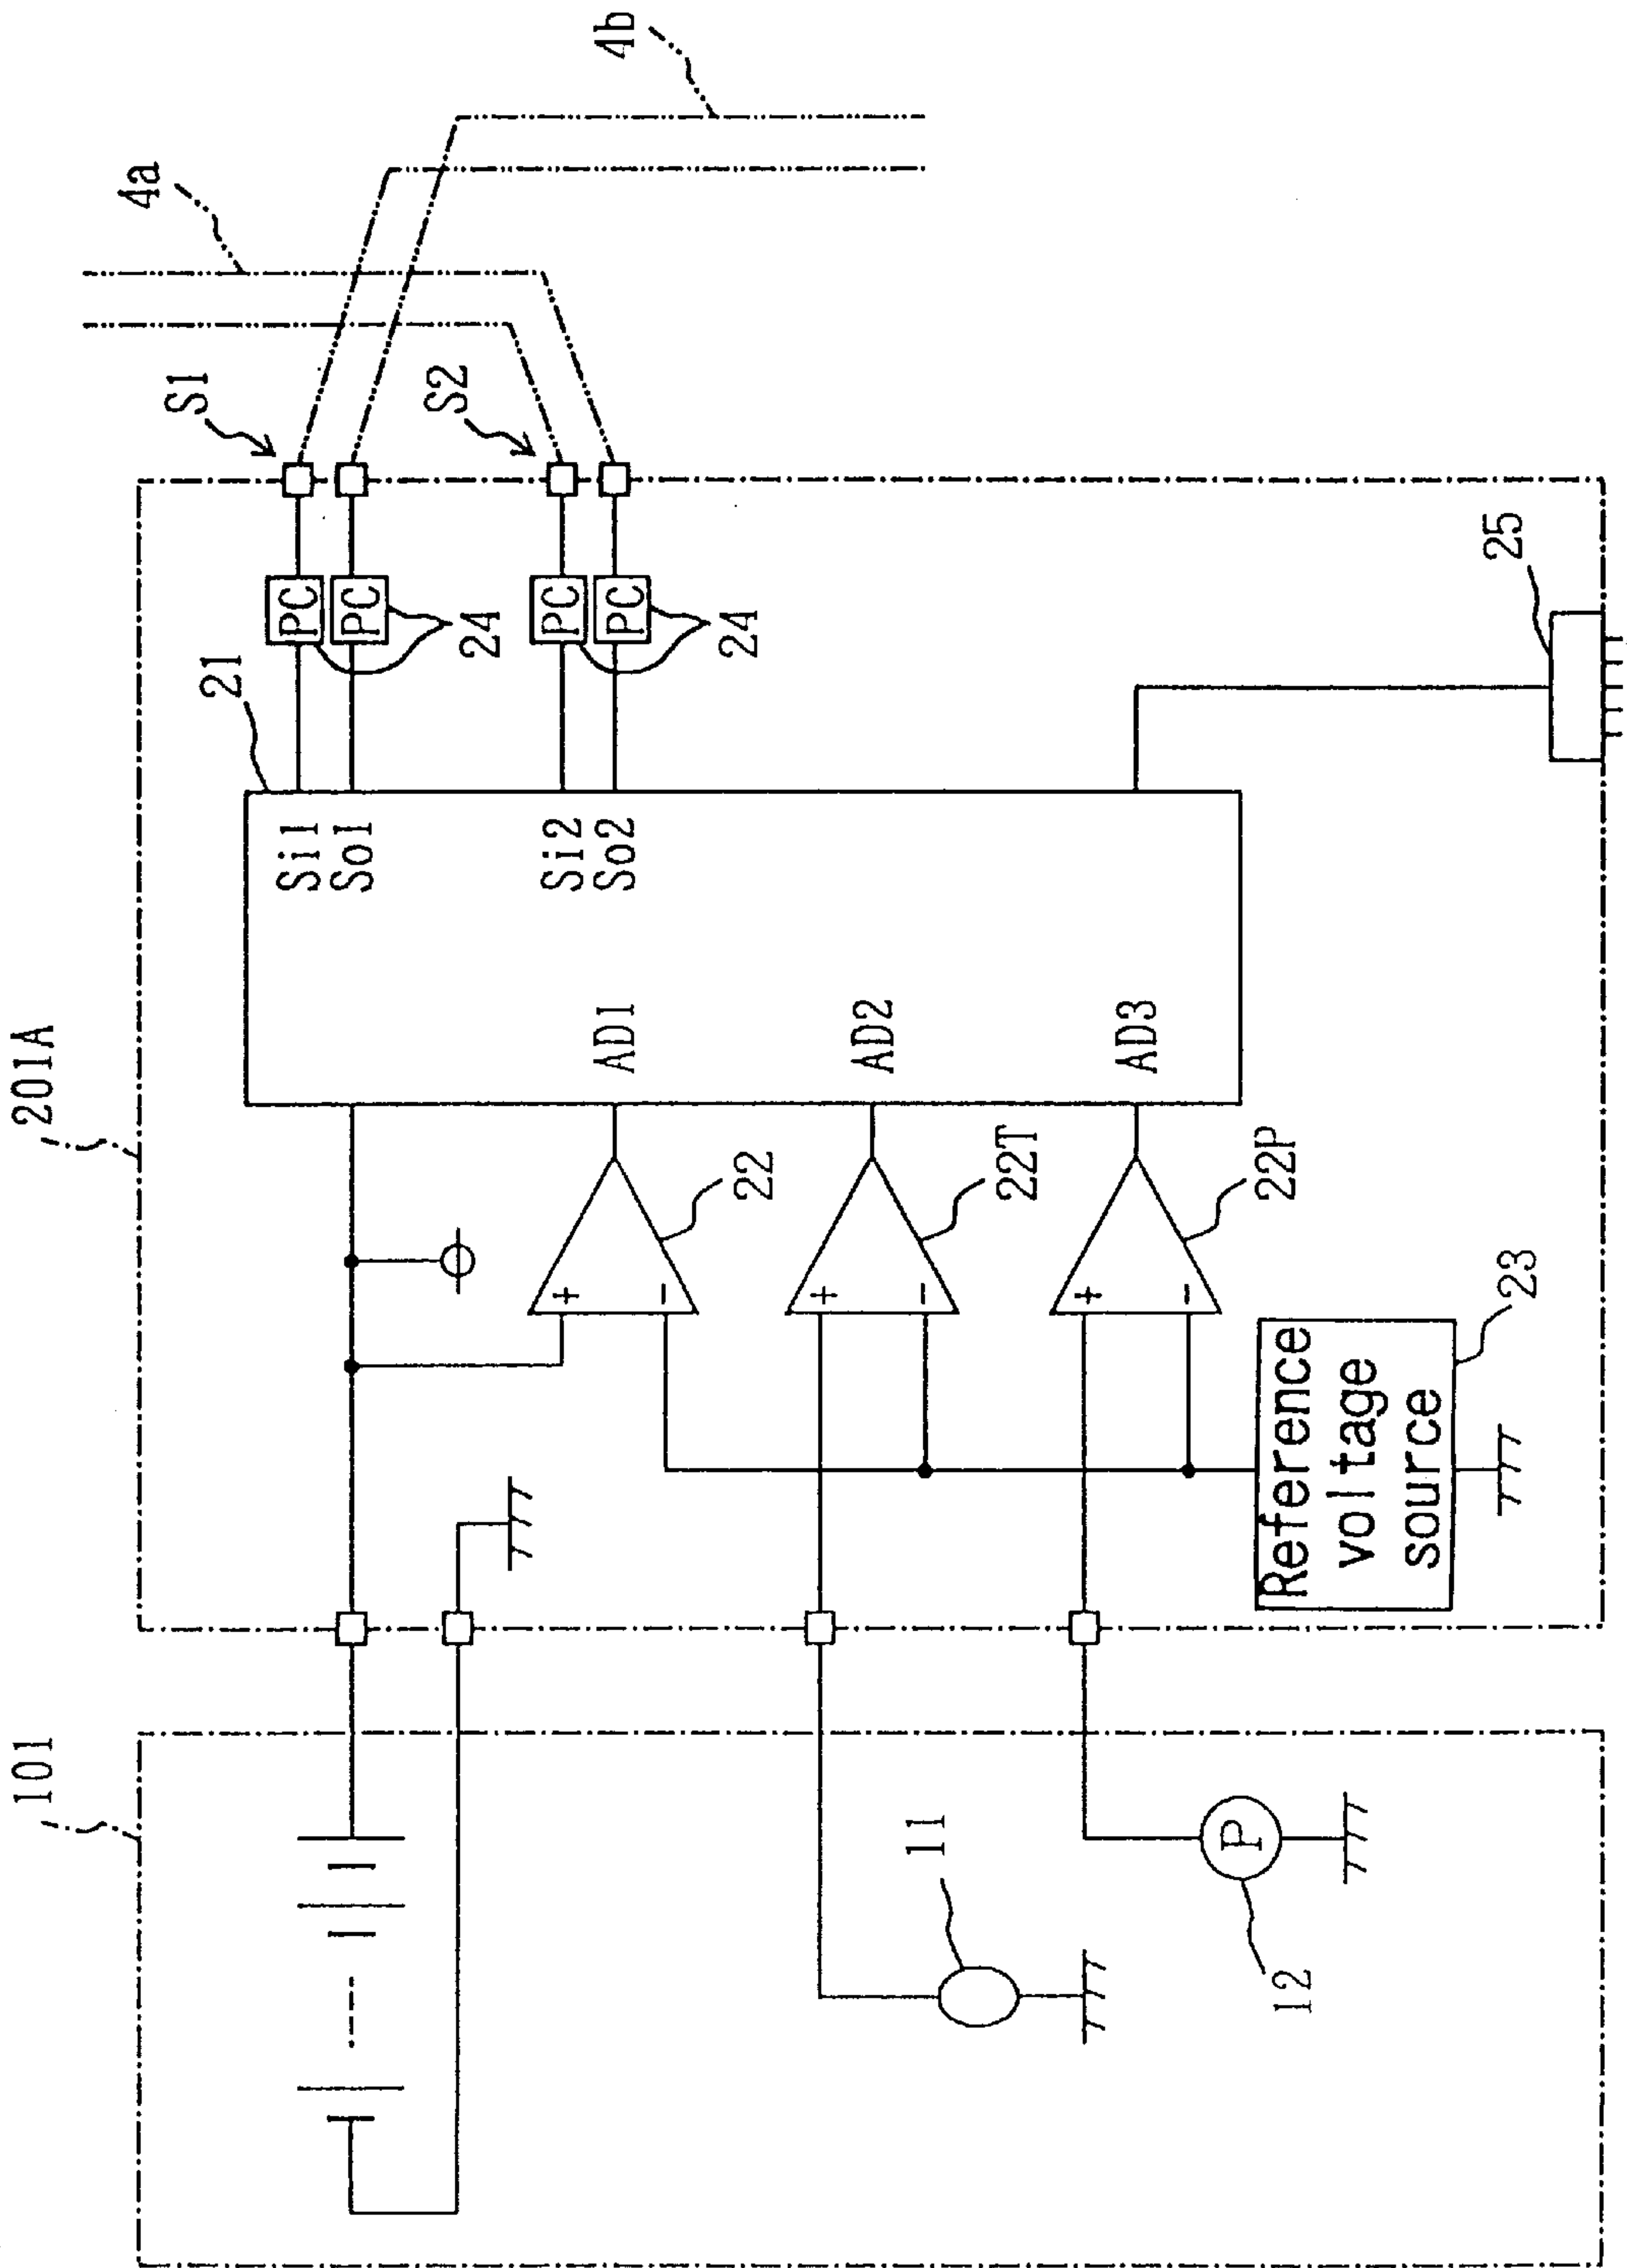 101
201A
4a
4b
S1
S2
21
PC
PC
24
PC
PC
24
Si1
So1
Si2
So2
AD1
AD2
AD3
+
-
22
+
-
22T
+
-
22P
Reference
voltage
source
23
25
11
P
12